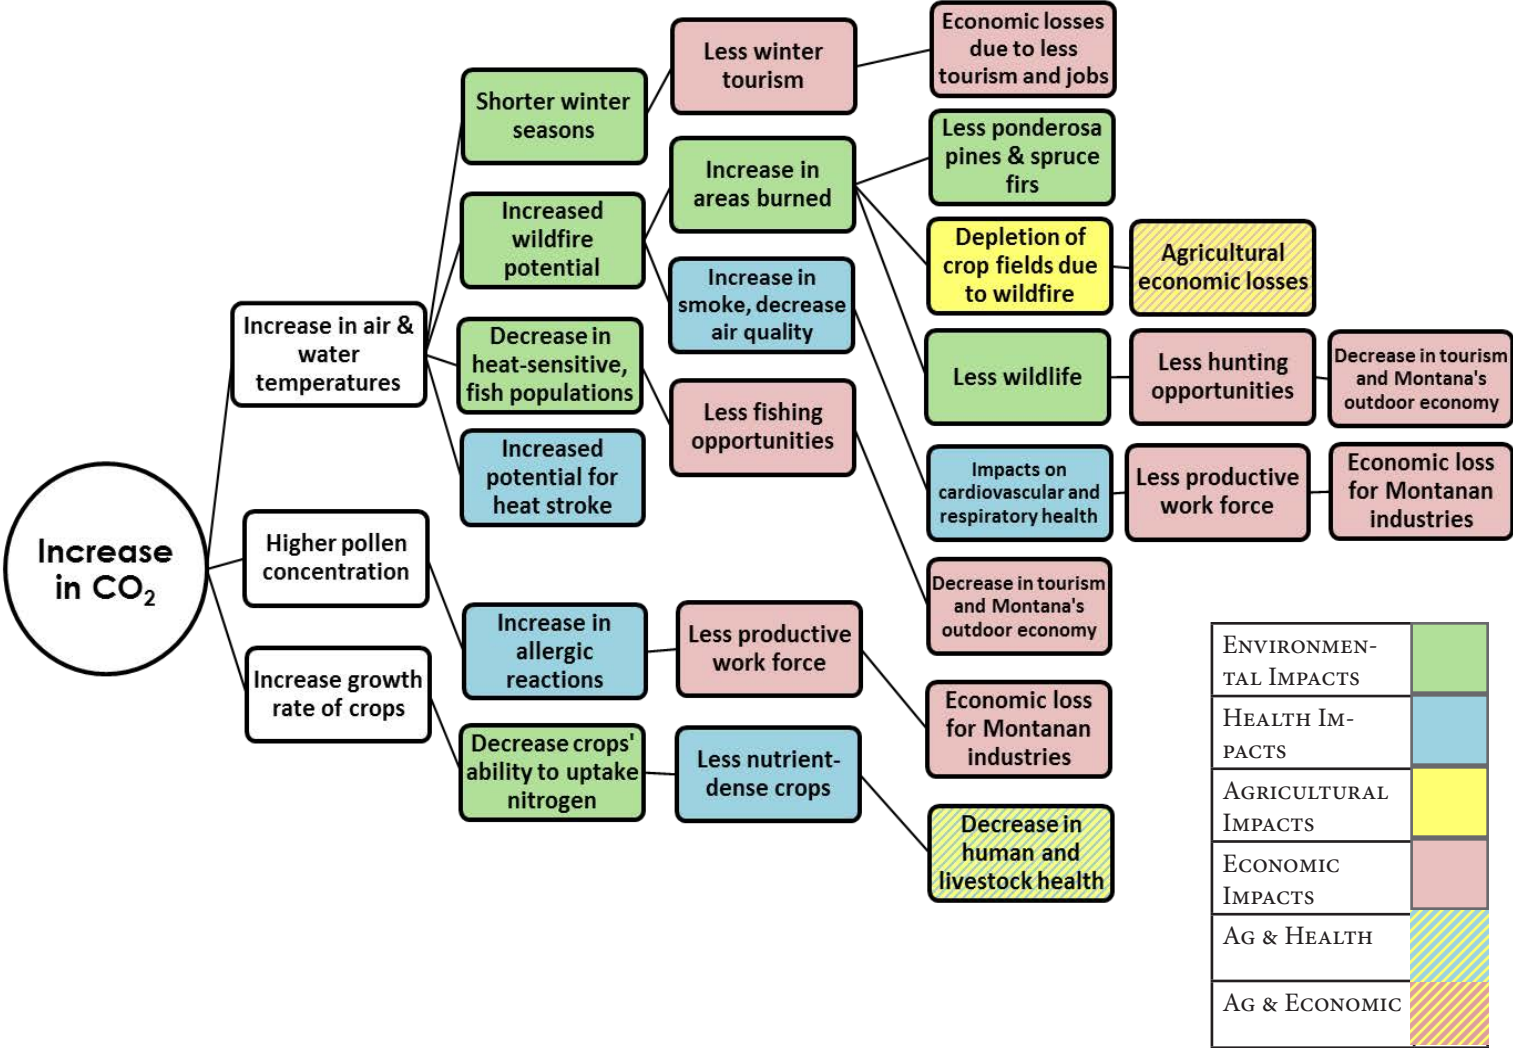 Increase
in CO₂
Increase in air &
water
temperatures
Higher pollen
concentration
Increase growth
rate of crops
Shorter winter
seasons
Increased
wildfire
potential
Decrease in
heat-sensitive,
fish populations
Increased
potential for
heat stroke
Increase in
allergic
reactions
Decrease crops'
ability to uptake
nitrogen
Less winter
tourism
Increase in
areas burned
Increase in
smoke, decrease
air quality
Less fishing
opportunities
Less productive
work force
Less nutrient-
dense crops
Economic losses
due to less
tourism and jobs
Less ponderosa
pines & spruce
firs
Depletion of
crop fields due
to wildfire
Agricultural
economic losses
Less wildlife
Less hunting
opportunities
Decrease in tourism
and Montana's
outdoor economy
Impacts on
cardiovascular and
respiratory health
Less productive
work force
Economic loss
for Montanan
industries
Decrease in tourism
and Montana's
outdoor economy
Economic loss
for Montanan
industries
Decrease in
human and
livestock health
Environmen-
tal Impacts
Health Im-
pacts
Agricultural
Impacts
Economic
Impacts
Ag & Health
Ag & Economic